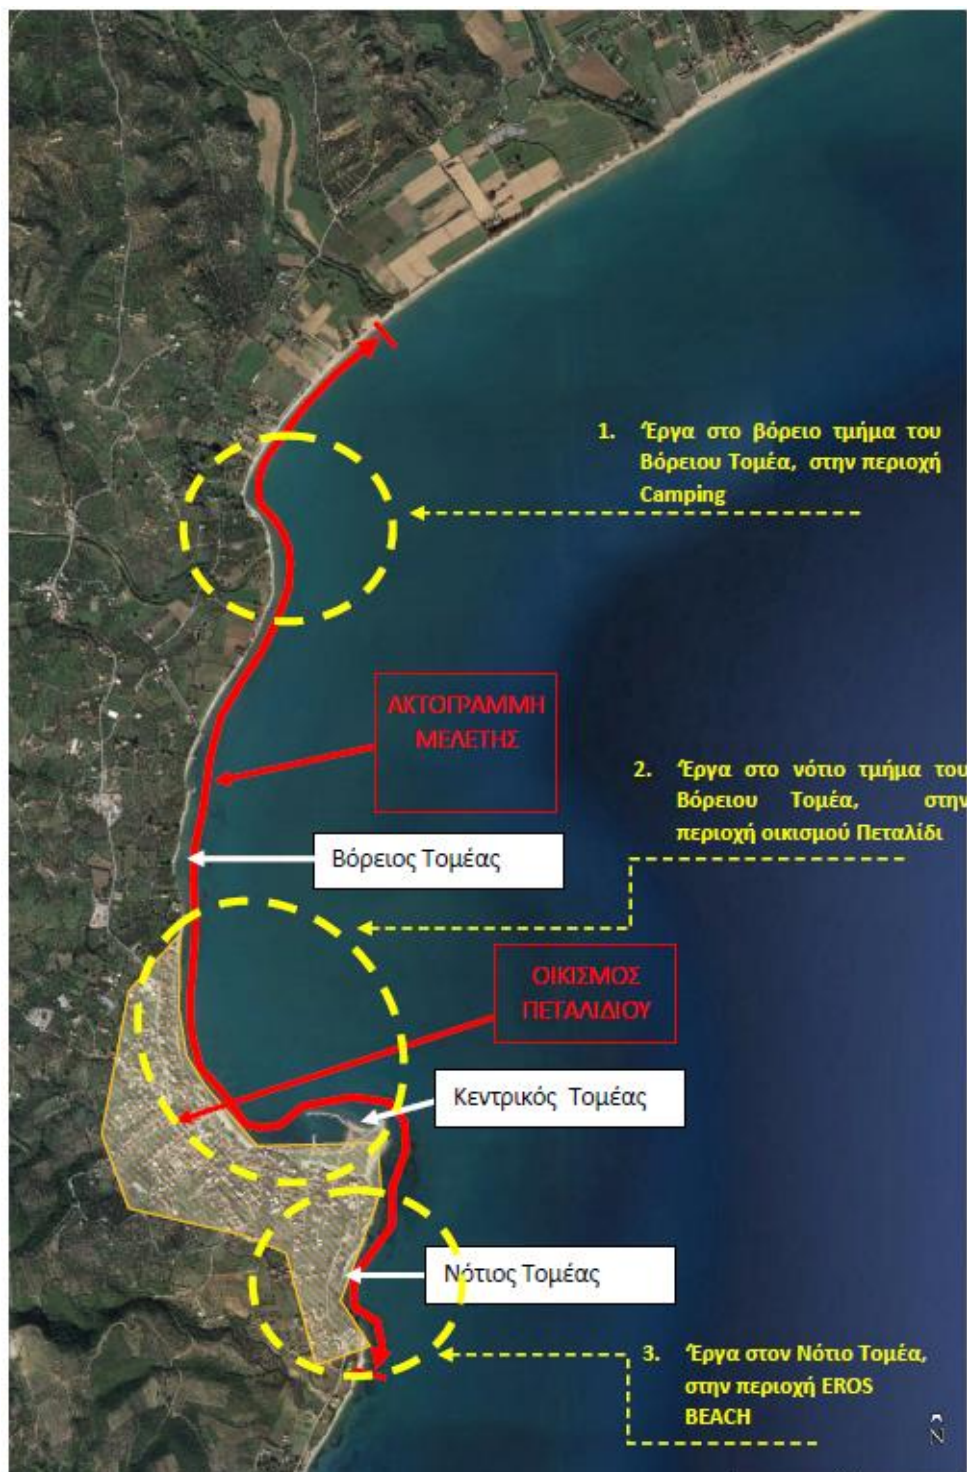 1. Έργα στο βόρειο τμήμα του
Βόρειου Τομέα, στην περιοχή
Camping
ΑΚΤΟΓΡΑΜΜΗ
ΜΕΛΕΤΗΣ
2. Έργα στο νότιο τμήμα του
Βόρειου Τομέα, στην
περιοχή οικισμού Πεταλίδι
Βόρειος Τομέας
ΟΙΚΙΣΜΟΣ
ΠΕΤΑΛΙΔΙΟΥ
Κεντρικός Τομέας
Νότιος Τομέας
3. Έργα στον Νότιο Τομέα,
στην περιοχή EROS
BEACH
N